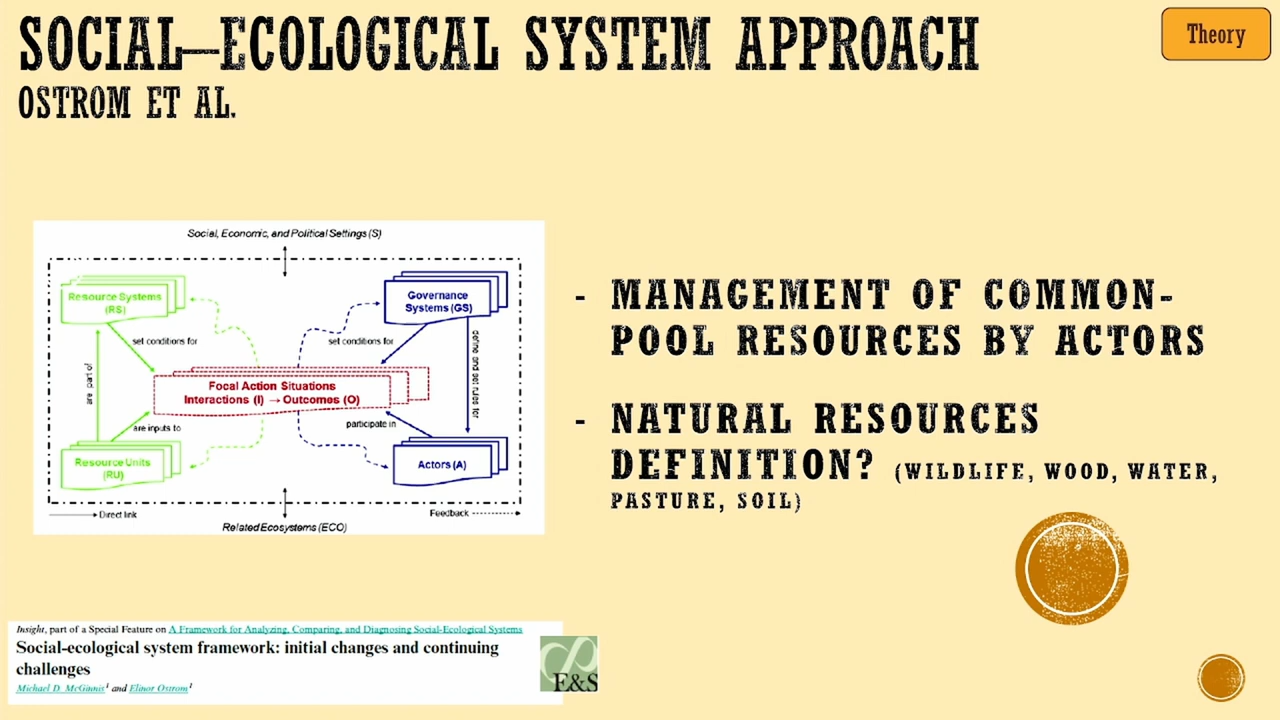 SOCIAL–ECOLOGICAL SYSTEM APPROACH
OSTROM ET AL.
Theory
Social, Economic, and Political Settings (S)
Resource Systems
(RS)
Governance
Systems (GS)
set conditions for
set conditions for
define and set rules for
are part of
Focal Action Situations
Interactions (I) → Outcomes (O)
are inputs to
participate in
Resource Units
(RU)
Actors (A)
Direct link
Feedback
Related Ecosystems (ECO)
- MANAGEMENT OF COMMON-
POOL RESOURCES BY ACTORS
- NATURAL RESOURCES
DEFINITION? (WILDLIFE, WOOD, WATER,
PASTURE, SOIL)
Insight, part of a Special Feature on A Framework for Analyzing, Comparing, and Diagnosing Social-Ecological Systems
Social-ecological system framework: initial changes and continuing
challenges
Michael D. McGinnis1 and Elinor Ostrom1
E&S